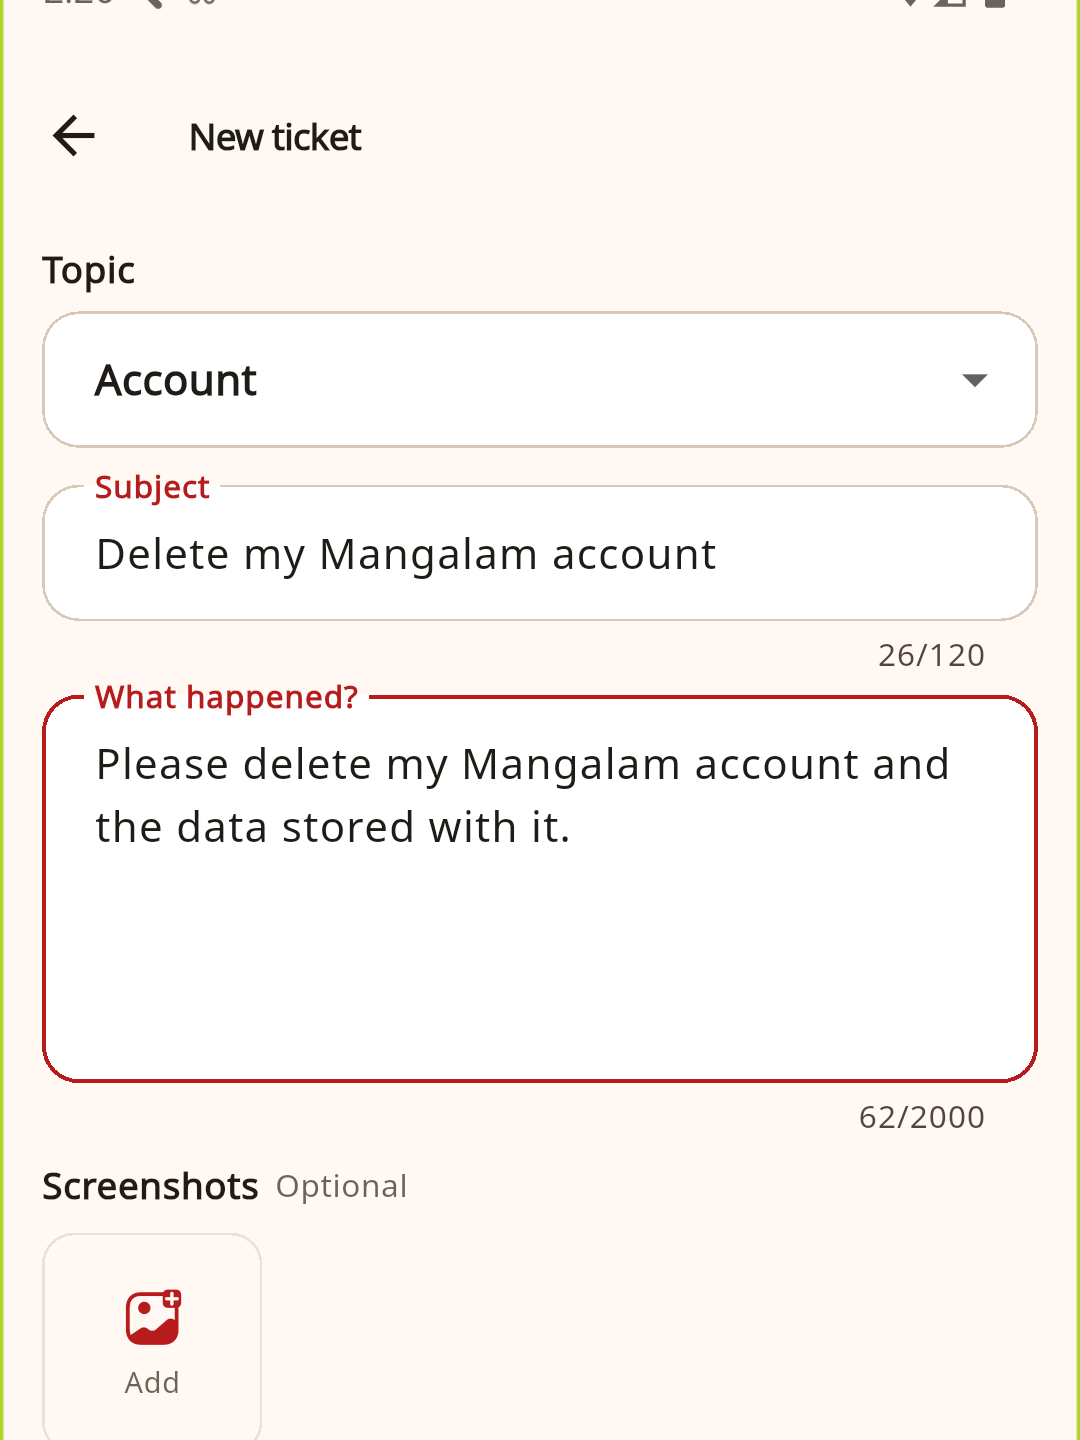 New ticket
Topic
Account
Subject
Delete my Mangalam account
26/120
What happened?
Please delete my Mangalam account and
the data stored with it.
62/2000
Screenshots Optional
Add